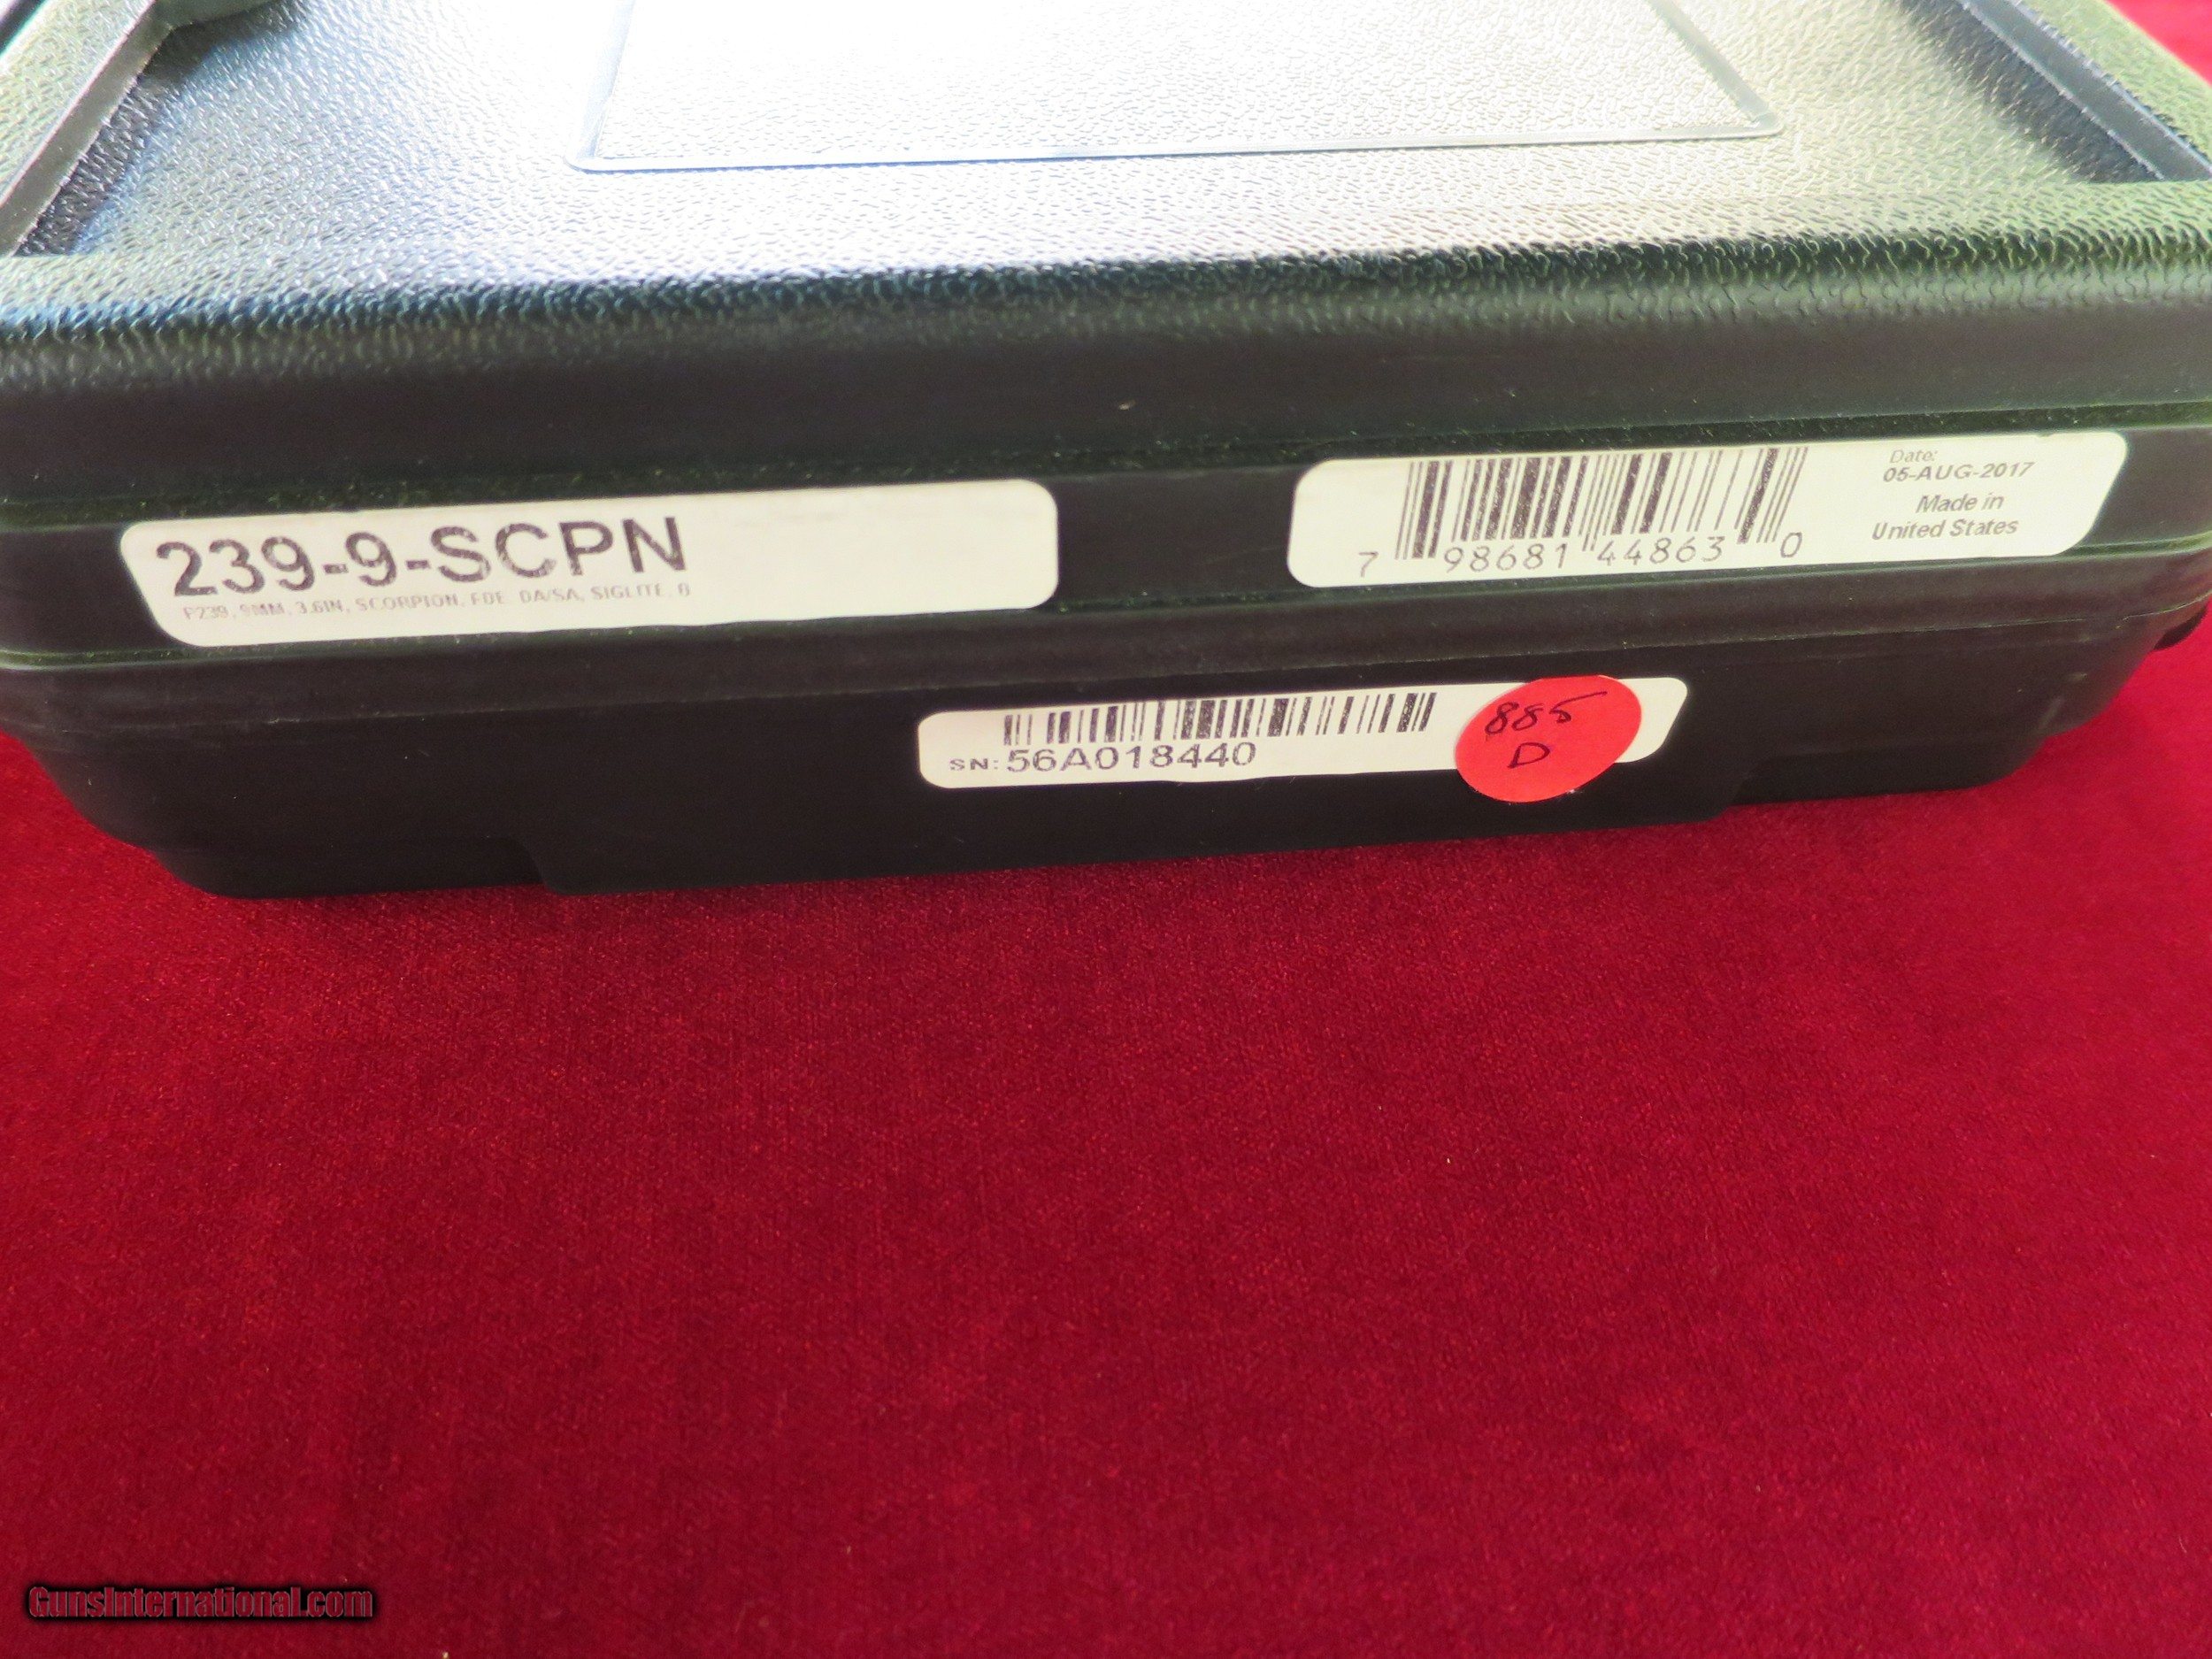 239-9-SCPN
P239, 9MM, 3.6IN, SCORPION, FDE, DA/SA, SIGLITE, 8
7 98681 44863 0
Date:
05-AUG-2017
Made in
United States
SN: 56A018440
885
D
GunsInternational.com